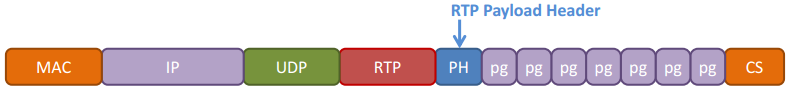 RTP Payload Header
MAC IP UDP RTP PH pg pg pg pg pg pg pg CS